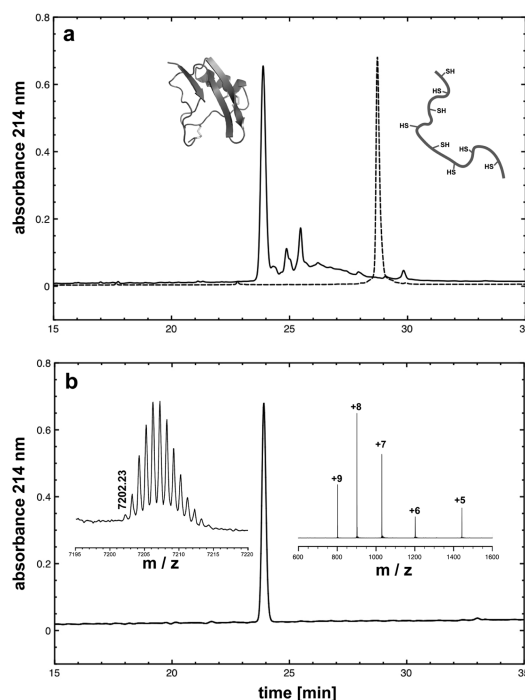 a
absorbance 214 nm
0.8
0.6
0.4
0.2
0
15 20 25 30 35
SH
HS
SH
HS
SH
HS
HS
HS
b
absorbance 214 nm
0.8
0.6
0.4
0.2
0
7202.23
7195 7200 7205 7210 7215 7220
m / z
+9
+8
+7
+6
+5
600 800 1000 1200 1400 1600
m / z
15 20 25 30 35
time [min]